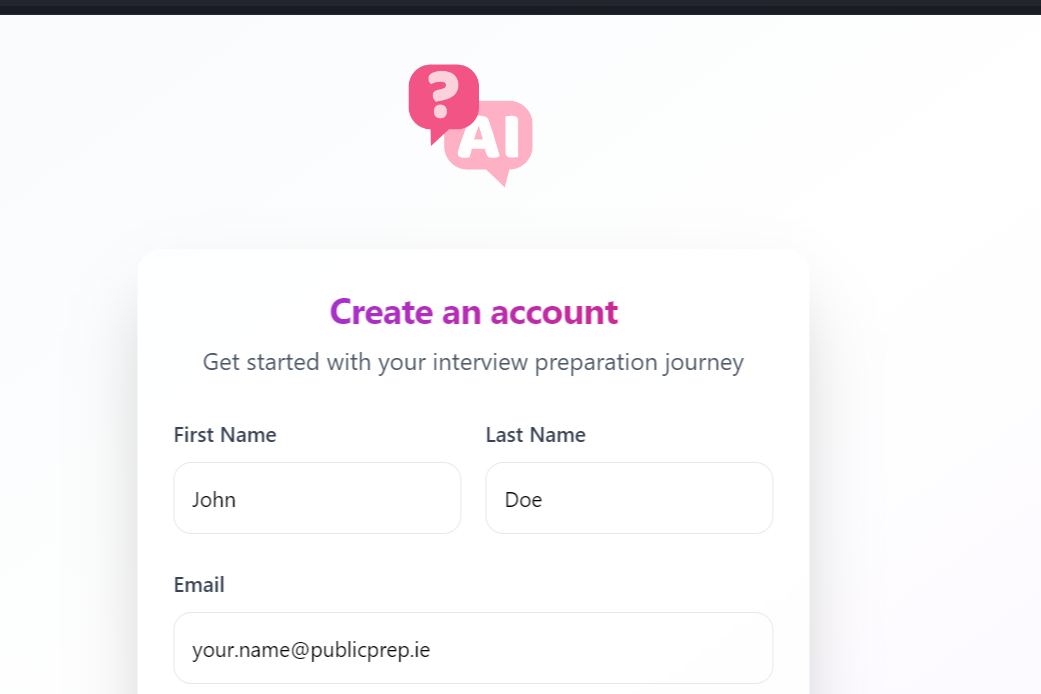 ?
AI
Create an account
Get started with your interview preparation journey
First Name Last Name
John Doe
Email
your.name@publicprep.ie